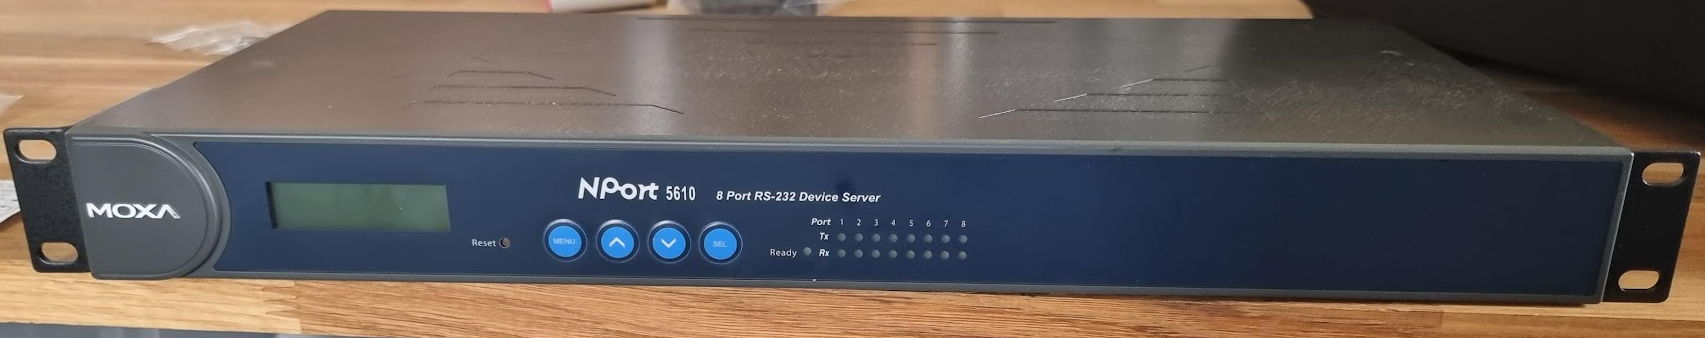 MOXA
NPort 5610 8 Port RS-232 Device Server
Reset
MENU
SEL
Port 1 2 3 4 5 6 7 8
Tx
Ready Rx